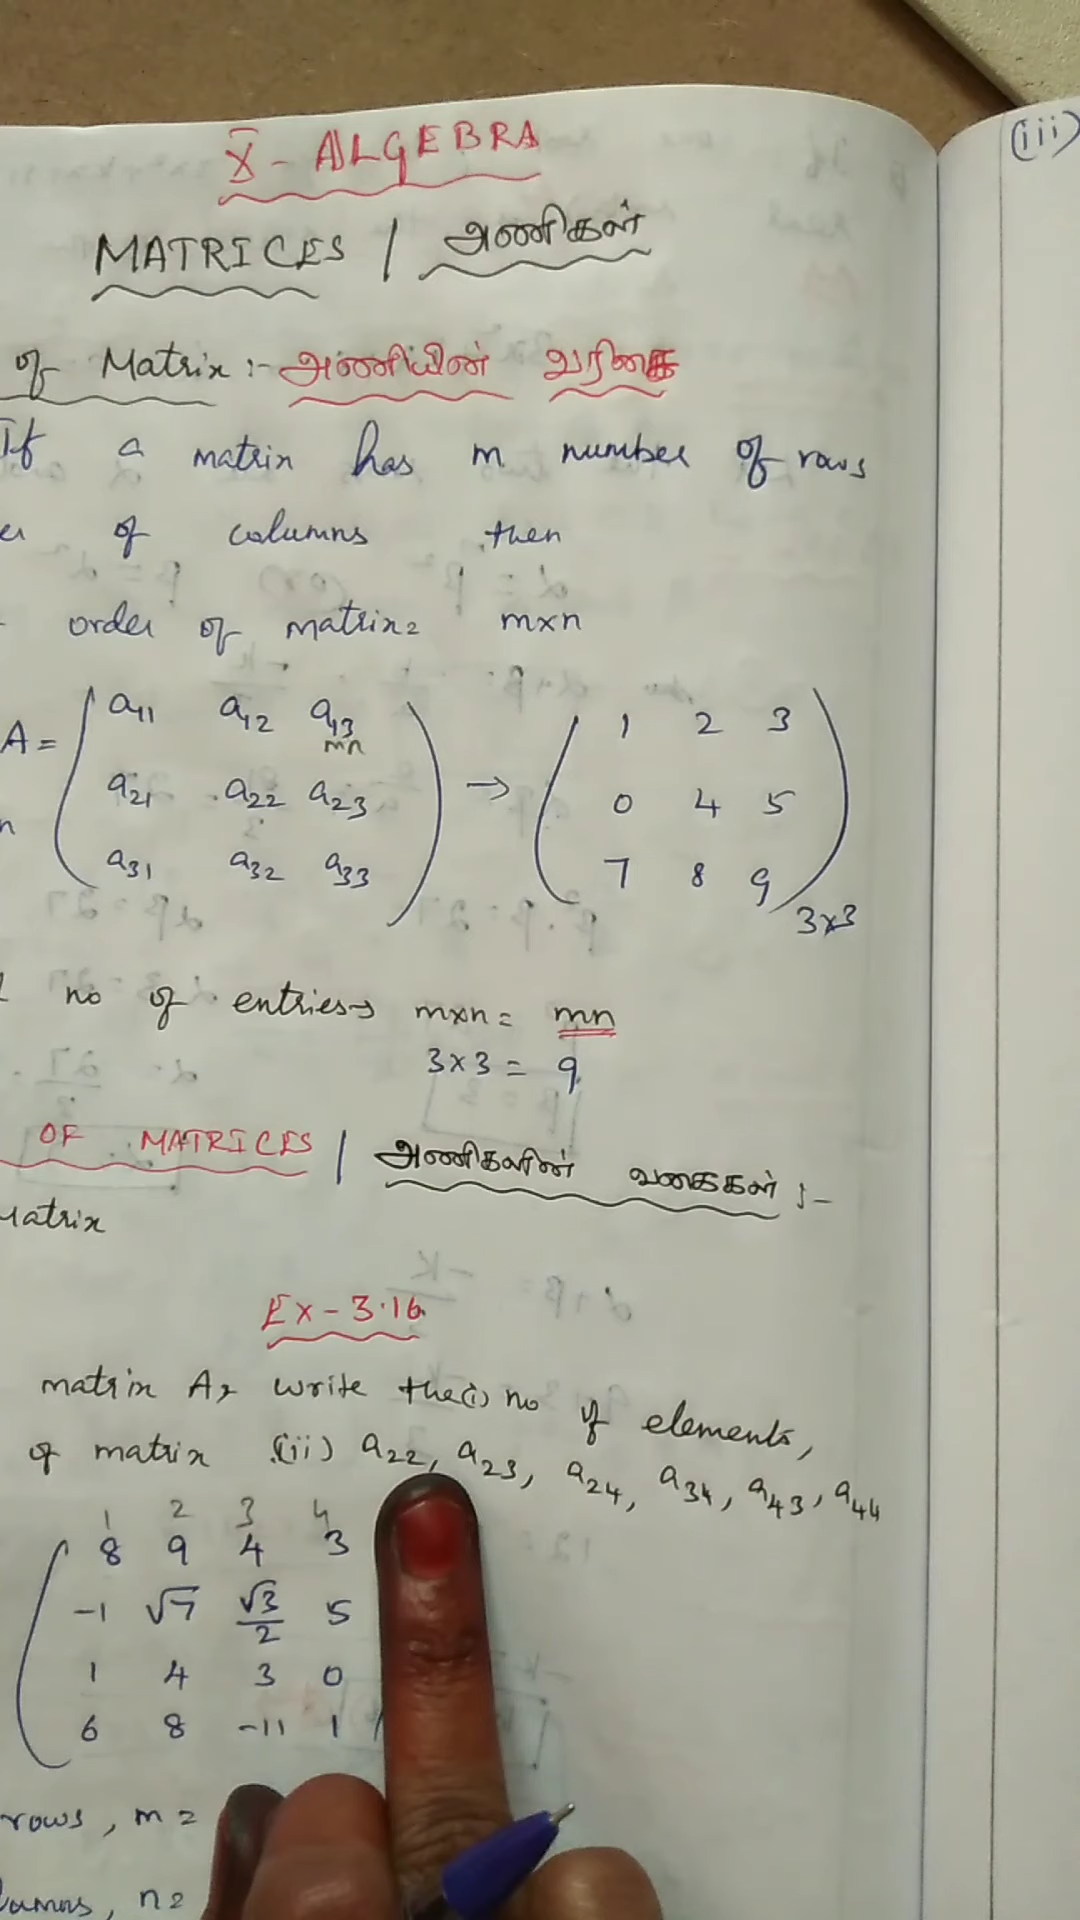 X - ALGEBRA
(iii)
MATRICES | அணிகள்
of Matrix :- அணியின் வரிசை
If a matrix has m number of rows
er of columns then
order of matrix = m×n
A = ( a11 a12 a13 → ( 1 2 3
mn
a21 a22 a23 0 4 5
n
a31 a32 a33 ) 7 8 9 ) 3×3
no of entries → m×n = mn
3×3 = 9
OF MATRICES | அணிகளின் வகைகள் :-
Matrix
Ex - 3.16
matrix A, write the (i) no of elements,
of matrix (iii) a22, a23, a24, a34, a43, a44
1 2 3 4
8 9 4 3
-1 √7 √3/2 5
1 4 3 0
6 8 -11 1
rows, m =
lumns, n =